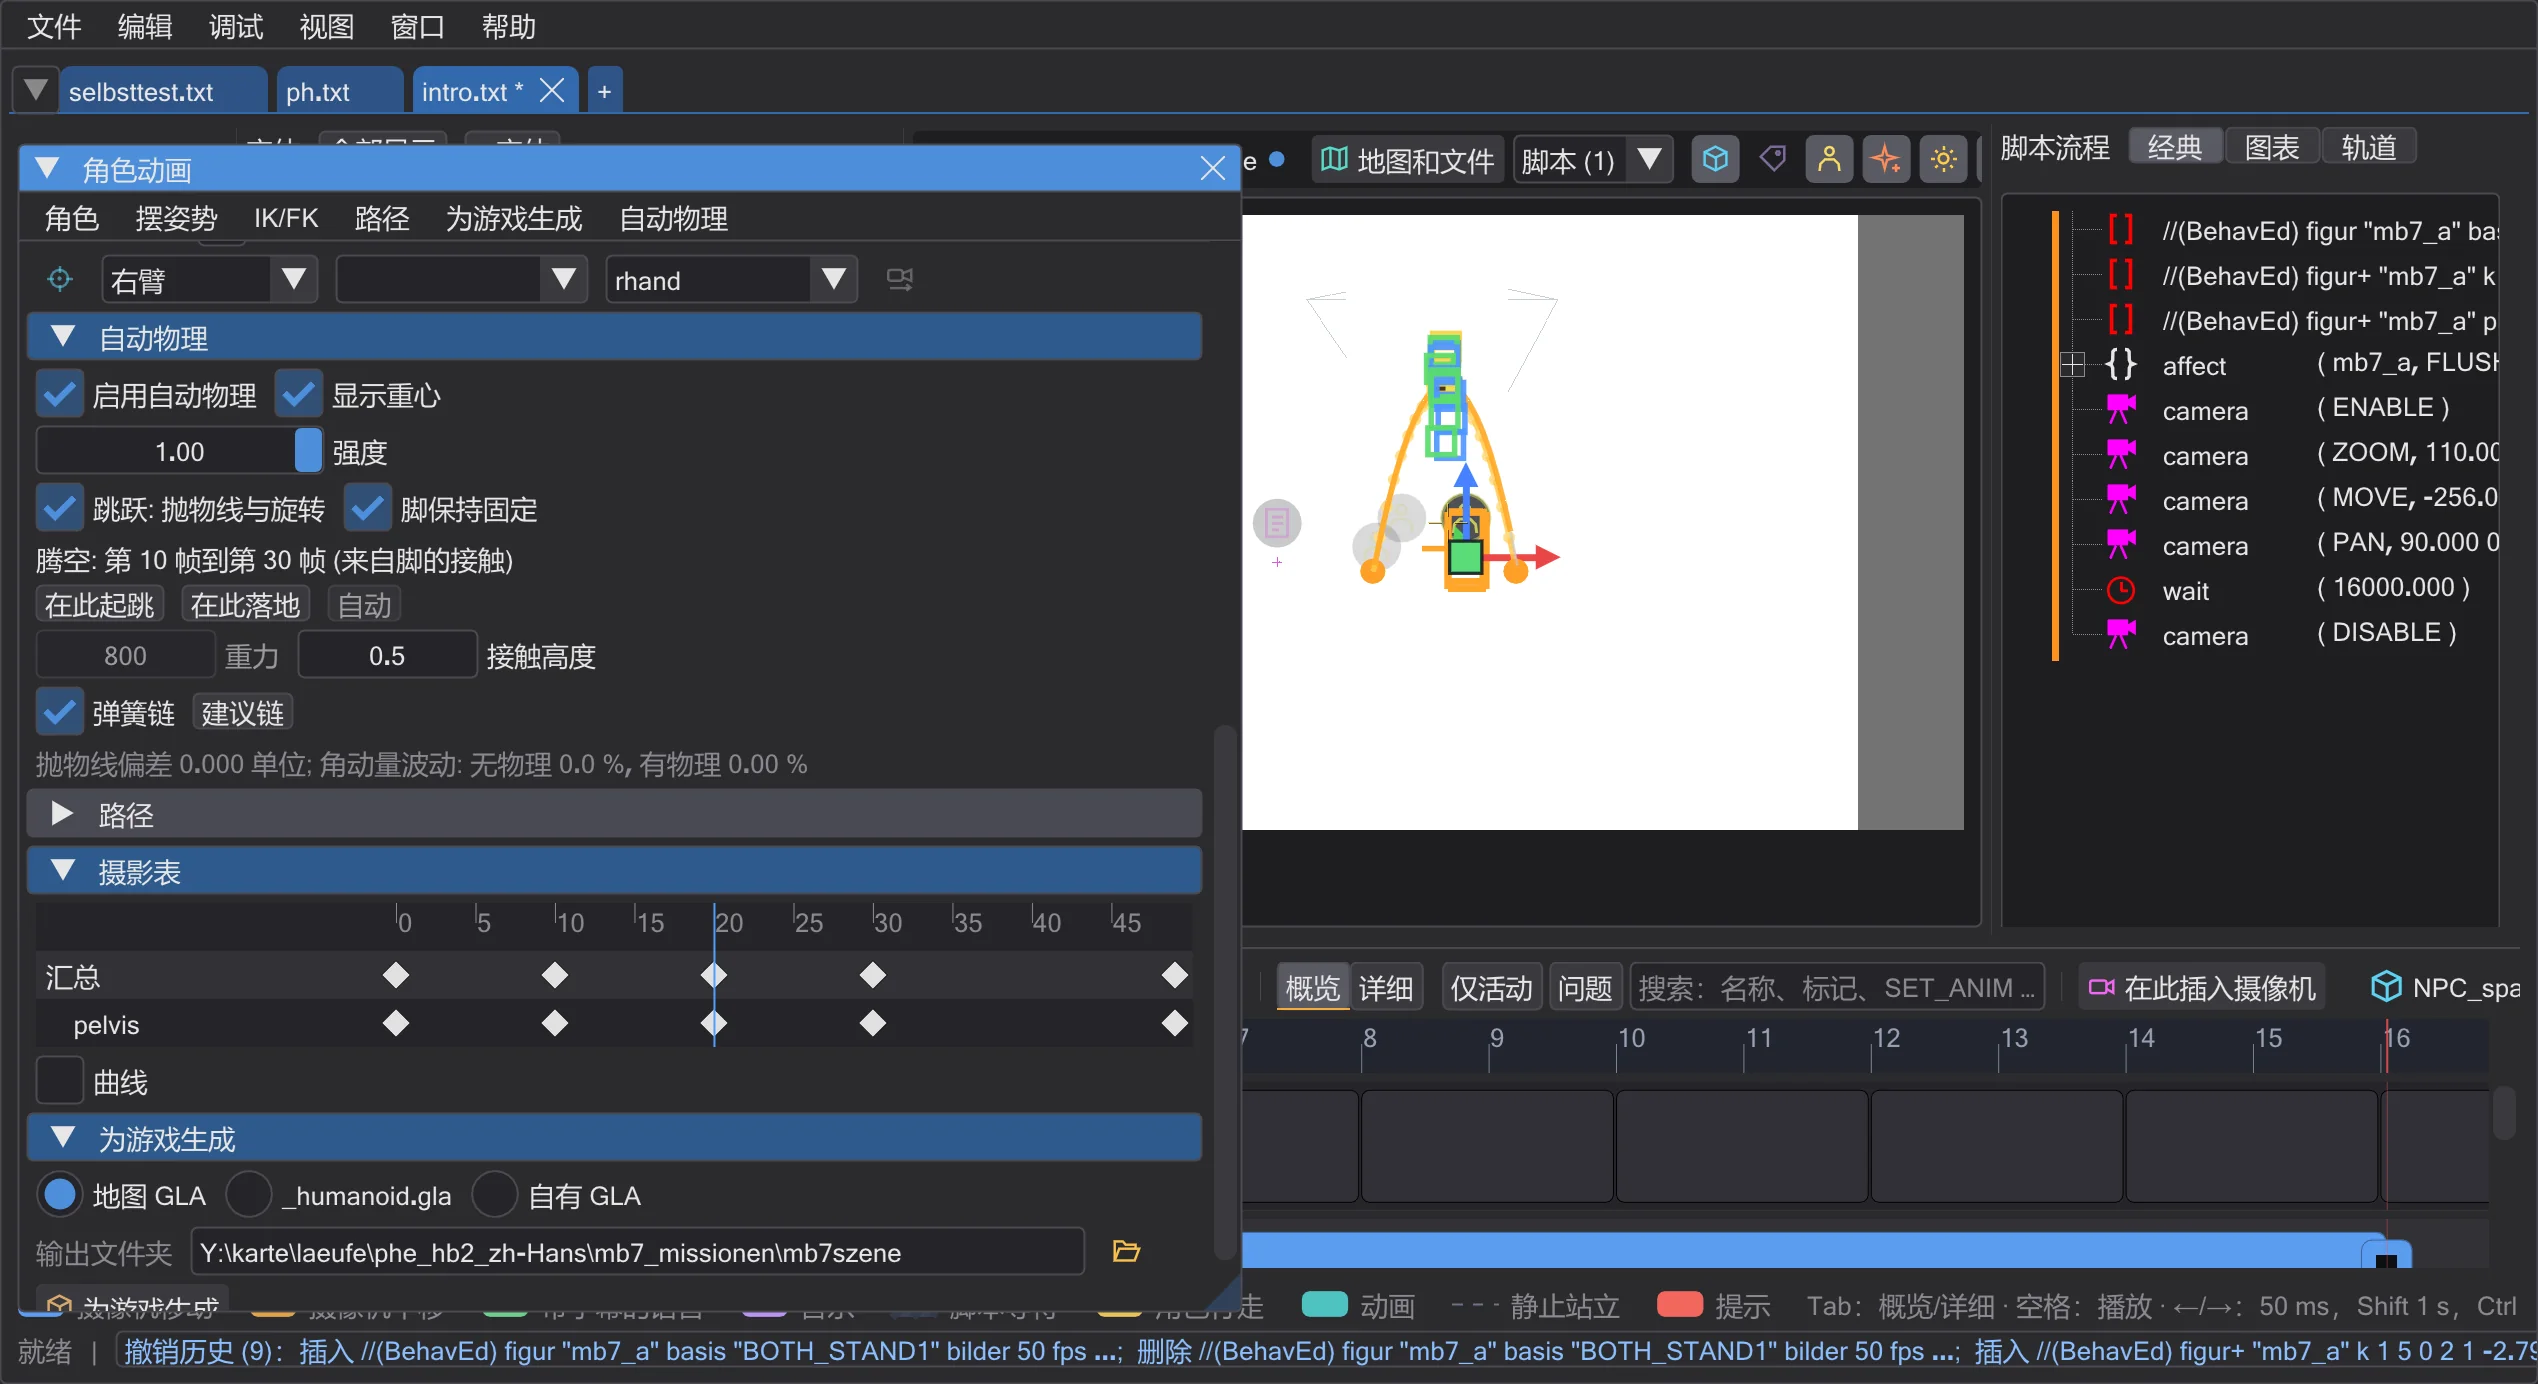 文件 编辑 调试 视图 窗口 帮助
selbsttest.txt ph.txt intro.txt * +
角色动画
角色 摆姿势 IK/FK 路径 为游戏生成 自动物理
右臂 rhand
自动物理
启用自动物理 显示重心
1.00 强度
跳跃: 抛物线与旋转 脚保持固定
腾空: 第 10 帧到第 30 帧 (来自脚的接触)
在此起跳 在此落地 自动
800 重力 0.5 接触高度
弹簧链 建议链
抛物线偏差 0.000 单位; 角动量波动: 无物理 0.0 %, 有物理 0.00 %
路径
摄影表
0 5 10 15 20 25 30 35 40 45
汇总
pelvis
曲线
为游戏生成
地图 GLA _humanoid.gla 自有 GLA
输出文件夹 Y:\karte\laeufe\phe_hb2_zh-Hans\mb7_missionen\mb7szene
为游戏生成
e 地图和文件 脚本 (1)
脚本流程 经典 图表 轨道
//(BehavEd) figur "mb7_a" bas
//(BehavEd) figur+ "mb7_a" k
//(BehavEd) figur+ "mb7_a" p
affect ( mb7_a, FLUSH
camera ( ENABLE )
camera ( ZOOM, 110.00
camera ( MOVE, -256.0
camera ( PAN, 90.000 0
wait ( 16000.000 )
camera ( DISABLE )
概览 详细 仅活动 问题 搜索: 名称、标记、SET_ANIM ... 在此插入摄像机 NPC_spa
7 8 9 10 11 12 13 14 15 16
动画 静止站立 提示 Tab: 概览/详细 · 空格: 播放 · ←/→: 50 ms, Shift 1 s, Ctrl
就绪 | 撤销历史 (9): 插入 //(BehavEd) figur "mb7_a" basis "BOTH_STAND1" bilder 50 fps ...; 删除 //(BehavEd) figur "mb7_a" basis "BOTH_STAND1" bilder 50 fps ...; 插入 //(BehavEd) figur+ "mb7_a" k 1 5 0 2 1 -2.79